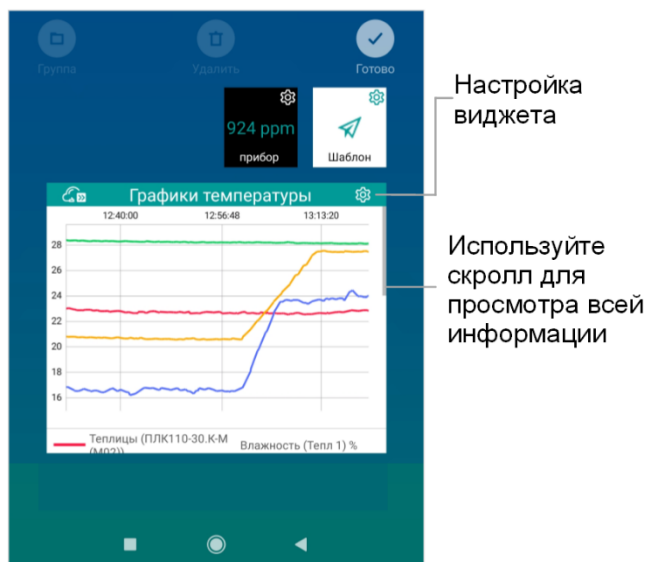 Группа
Удалить
Готово
924 ppm
прибор
Шаблон
Настройка
виджета
Графики температуры
12:40:00 12:56:48 13:13:20
28
26
24
22
20
18
16
Используйте
скролл для
просмотра всей
информации
Теплицы (ПЛК110-30.К-М
(М02)) Влажность (Тепл 1) %